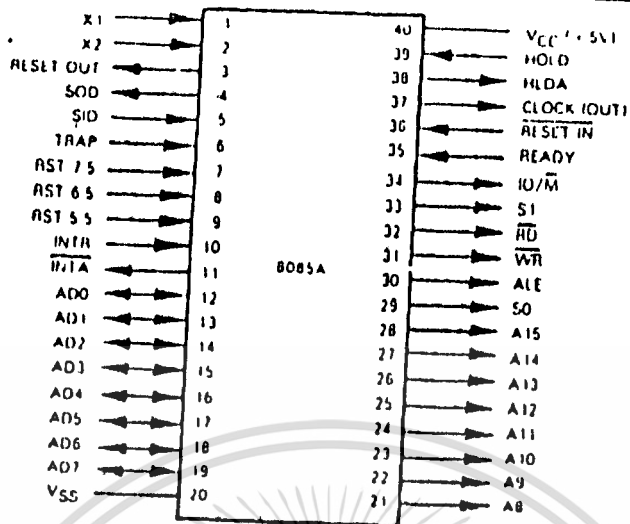 X1 1
X2 2
RESET OUT 3
SOD 4
SID 5
TRAP 6
RST 7.5 7
RST 6.5 8
RST 5.5 9
INTR 10
INTA 11
AD0 12
AD1 13
AD2 14
AD3 15
AD4 16
AD5 17
AD6 18
AD7 19
VSS 20
8085A
40 VCC
39 HOLD
38 HLDA
37 CLOCK (OUT)
36 RESET IN
35 READY
34 IO/M
33 S1
32 RD
31 WR
30 ALE
29 S0
28 A15
27 A14
26 A13
25 A12
24 A11
23 A10
22 A9
21 A8